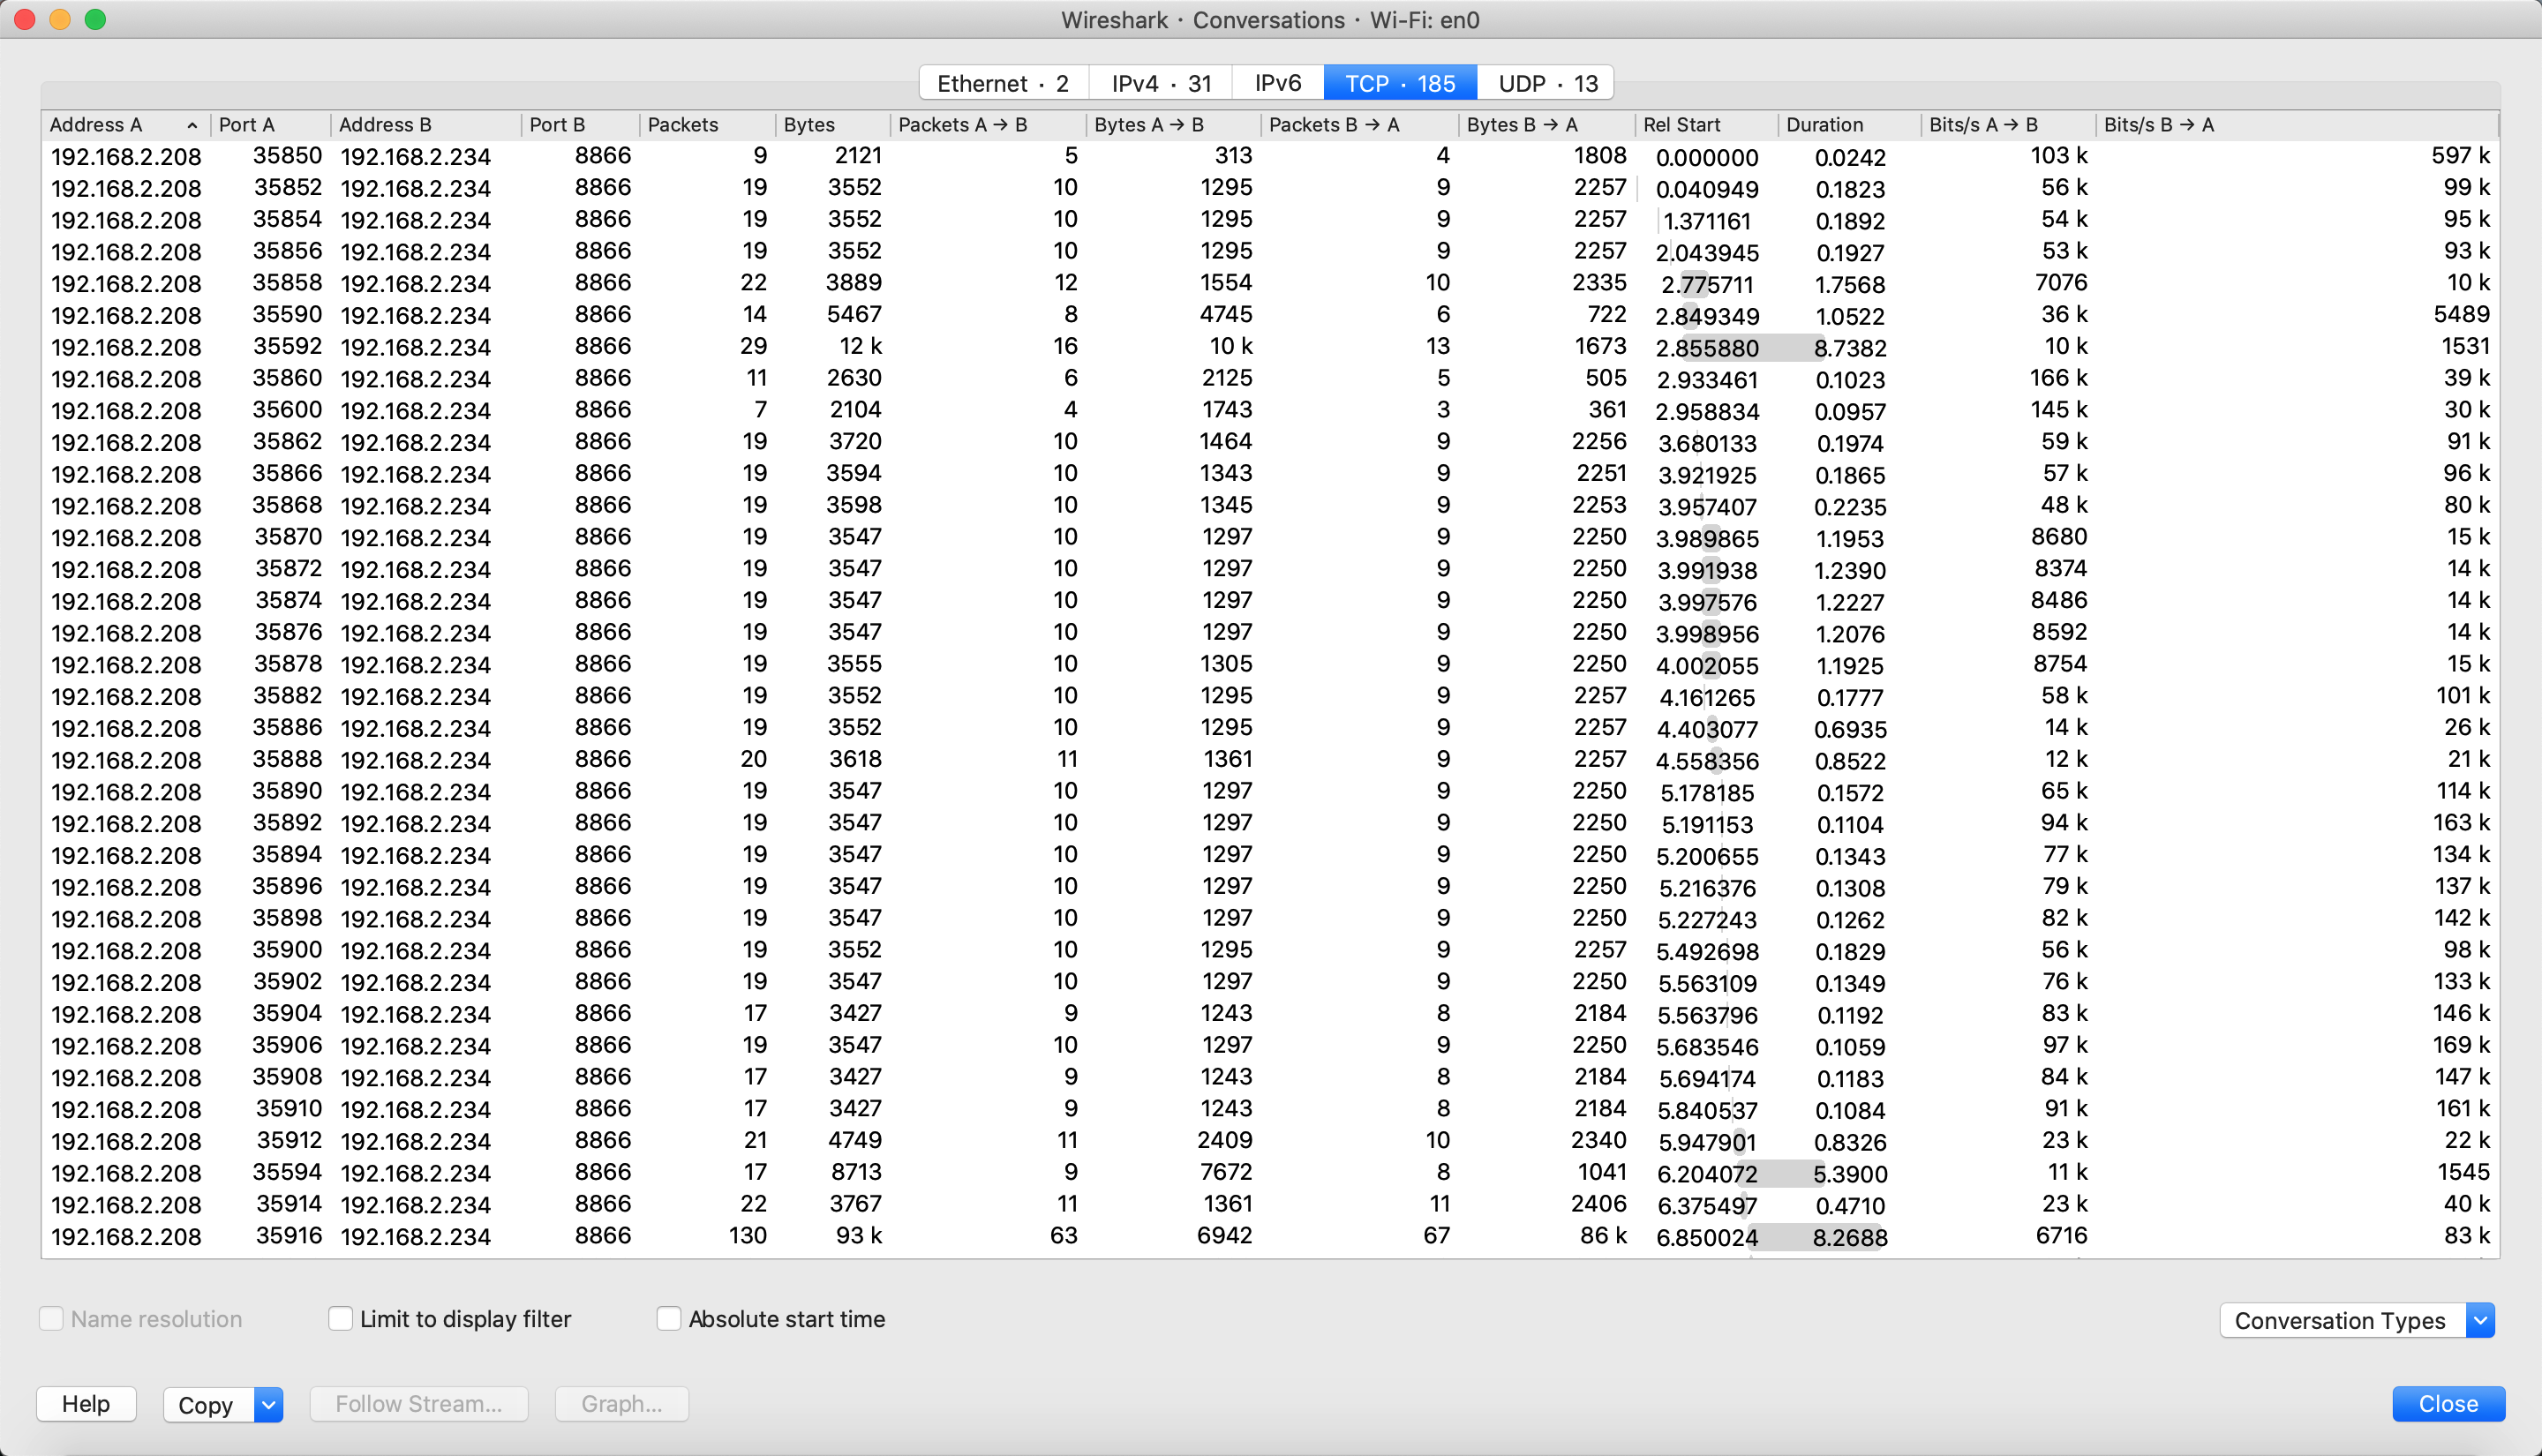 Wireshark · Conversations · Wi-Fi: en0
Ethernet · 2 IPv4 · 31 IPv6 TCP · 185 UDP · 13
Address A Port A Address B Port B Packets Bytes Packets A → B Bytes A → B Packets B → A Bytes B → A Rel Start Duration Bits/s A → B Bits/s B → A
192.168.2.208 35850 192.168.2.234 8866 9 2121 5 313 4 1808 0.000000 0.0242 103 k 597 k
192.168.2.208 35852 192.168.2.234 8866 19 3552 10 1295 9 2257 0.040949 0.1823 56 k 99 k
192.168.2.208 35854 192.168.2.234 8866 19 3552 10 1295 9 2257 1.371161 0.1892 54 k 95 k
192.168.2.208 35856 192.168.2.234 8866 19 3552 10 1295 9 2257 2.043945 0.1927 53 k 93 k
192.168.2.208 35858 192.168.2.234 8866 22 3889 12 1554 10 2335 2.775711 1.7568 7076 10 k
192.168.2.208 35590 192.168.2.234 8866 14 5467 8 4745 6 722 2.849349 1.0522 36 k 5489
192.168.2.208 35592 192.168.2.234 8866 29 12 k 16 10 k 13 1673 2.855880 8.7382 10 k 1531
192.168.2.208 35860 192.168.2.234 8866 11 2630 6 2125 5 505 2.933461 0.1023 166 k 39 k
192.168.2.208 35600 192.168.2.234 8866 7 2104 4 1743 3 361 2.958834 0.0957 145 k 30 k
192.168.2.208 35862 192.168.2.234 8866 19 3720 10 1464 9 2256 3.680133 0.1974 59 k 91 k
192.168.2.208 35866 192.168.2.234 8866 19 3594 10 1343 9 2251 3.921925 0.1865 57 k 96 k
192.168.2.208 35868 192.168.2.234 8866 19 3598 10 1345 9 2253 3.957407 0.2235 48 k 80 k
192.168.2.208 35870 192.168.2.234 8866 19 3547 10 1297 9 2250 3.989865 1.1953 8680 15 k
192.168.2.208 35872 192.168.2.234 8866 19 3547 10 1297 9 2250 3.991938 1.2390 8374 14 k
192.168.2.208 35874 192.168.2.234 8866 19 3547 10 1297 9 2250 3.997576 1.2227 8486 14 k
192.168.2.208 35876 192.168.2.234 8866 19 3547 10 1297 9 2250 3.998956 1.2076 8592 14 k
192.168.2.208 35878 192.168.2.234 8866 19 3555 10 1305 9 2250 4.002055 1.1925 8754 15 k
192.168.2.208 35882 192.168.2.234 8866 19 3552 10 1295 9 2257 4.161265 0.1777 58 k 101 k
192.168.2.208 35886 192.168.2.234 8866 19 3552 10 1295 9 2257 4.403077 0.6935 14 k 26 k
192.168.2.208 35888 192.168.2.234 8866 20 3618 11 1361 9 2257 4.558356 0.8522 12 k 21 k
192.168.2.208 35890 192.168.2.234 8866 19 3547 10 1297 9 2250 5.178185 0.1572 65 k 114 k
192.168.2.208 35892 192.168.2.234 8866 19 3547 10 1297 9 2250 5.191153 0.1104 94 k 163 k
192.168.2.208 35894 192.168.2.234 8866 19 3547 10 1297 9 2250 5.200655 0.1343 77 k 134 k
192.168.2.208 35896 192.168.2.234 8866 19 3547 10 1297 9 2250 5.216376 0.1308 79 k 137 k
192.168.2.208 35898 192.168.2.234 8866 19 3547 10 1297 9 2250 5.227243 0.1262 82 k 142 k
192.168.2.208 35900 192.168.2.234 8866 19 3552 10 1295 9 2257 5.492698 0.1829 56 k 98 k
192.168.2.208 35902 192.168.2.234 8866 19 3547 10 1297 9 2250 5.563109 0.1349 76 k 133 k
192.168.2.208 35904 192.168.2.234 8866 17 3427 9 1243 8 2184 5.563796 0.1192 83 k 146 k
192.168.2.208 35906 192.168.2.234 8866 19 3547 10 1297 9 2250 5.683546 0.1059 97 k 169 k
192.168.2.208 35908 192.168.2.234 8866 17 3427 9 1243 8 2184 5.694174 0.1183 84 k 147 k
192.168.2.208 35910 192.168.2.234 8866 17 3427 9 1243 8 2184 5.840537 0.1084 91 k 161 k
192.168.2.208 35912 192.168.2.234 8866 21 4749 11 2409 10 2340 5.947901 0.8326 23 k 22 k
192.168.2.208 35594 192.168.2.234 8866 17 8713 9 7672 8 1041 6.204072 5.3900 11 k 1545
192.168.2.208 35914 192.168.2.234 8866 22 3767 11 1361 11 2406 6.375497 0.4710 23 k 40 k
192.168.2.208 35916 192.168.2.234 8866 130 93 k 63 6942 67 86 k 6.850024 8.2688 6716 83 k
Name resolution Limit to display filter Absolute start time Conversation Types
Help Copy Follow Stream... Graph... Close